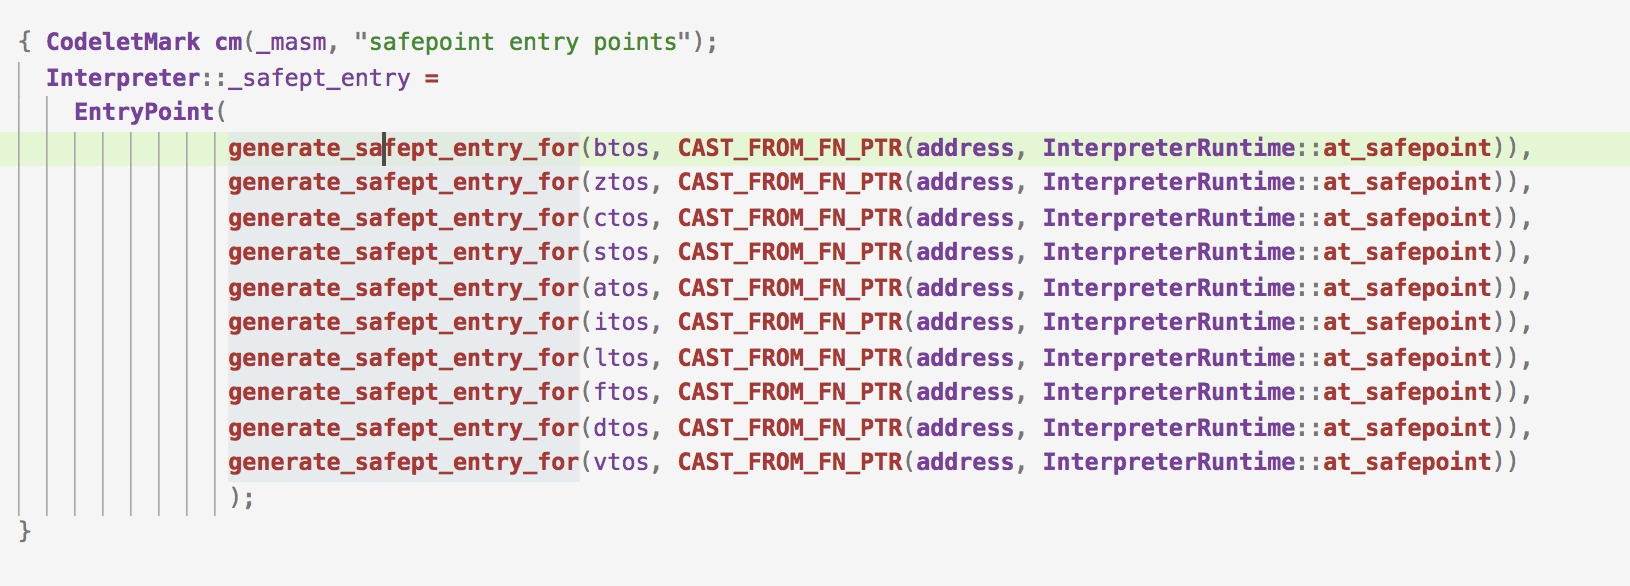 { CodeletMark cm(_masm, "safepoint entry points");
Interpreter::_safept_entry =
EntryPoint(
generate_safept_entry_for(btos, CAST_FROM_FN_PTR(address, InterpreterRuntime::at_safepoint)),
generate_safept_entry_for(ztos, CAST_FROM_FN_PTR(address, InterpreterRuntime::at_safepoint)),
generate_safept_entry_for(ctos, CAST_FROM_FN_PTR(address, InterpreterRuntime::at_safepoint)),
generate_safept_entry_for(stos, CAST_FROM_FN_PTR(address, InterpreterRuntime::at_safepoint)),
generate_safept_entry_for(atos, CAST_FROM_FN_PTR(address, InterpreterRuntime::at_safepoint)),
generate_safept_entry_for(itos, CAST_FROM_FN_PTR(address, InterpreterRuntime::at_safepoint)),
generate_safept_entry_for(ltos, CAST_FROM_FN_PTR(address, InterpreterRuntime::at_safepoint)),
generate_safept_entry_for(ftos, CAST_FROM_FN_PTR(address, InterpreterRuntime::at_safepoint)),
generate_safept_entry_for(dtos, CAST_FROM_FN_PTR(address, InterpreterRuntime::at_safepoint)),
generate_safept_entry_for(vtos, CAST_FROM_FN_PTR(address, InterpreterRuntime::at_safepoint))
);
}